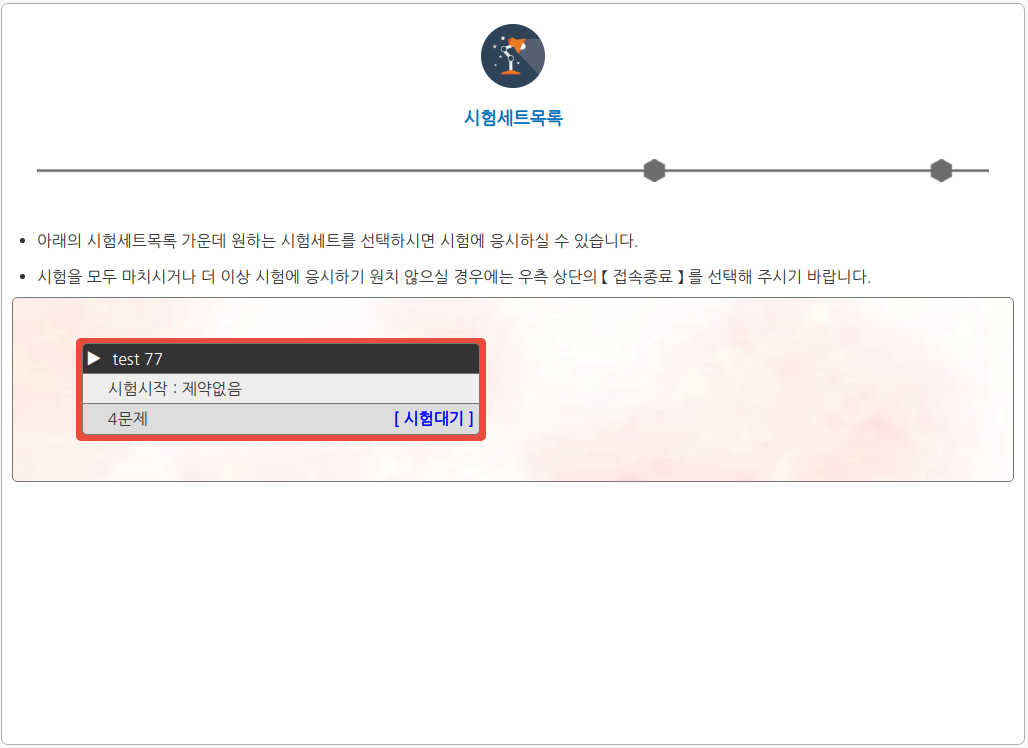 시험세트목록
아래의 시험세트목록 가운데 원하는 시험세트를 선택하시면 시험에 응시하실 수 있습니다.
시험을 모두 마치시거나 더 이상 시험에 응시하기 원치 않으실 경우에는 우측 상단의 【 접속종료 】를 선택해 주시기 바랍니다.
test 77
시험시작 : 제약없음
4문제 [ 시험대기 ]